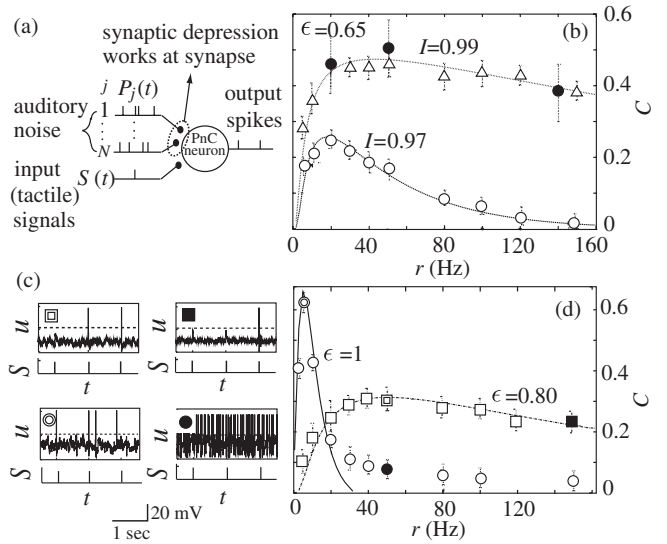 (a)
synaptic depression
works at synapse
j P_j(t)
auditory
noise
1
N
PnC
neuron
output
spikes
input
(tactile)
signals
S (t)
(b)
ϵ=0.65
I=0.99
I=0.97
0.6
0.4
0.2
0
C
0 40 80 120 160
r (Hz)
(c)
u
S
t
u
S
t
u
S
t
u
S
t
20 mV
1 sec
(d)
ϵ=1
ϵ=0.80
0.6
0.4
0.2
0
C
0 40 80 120 160
r (Hz)